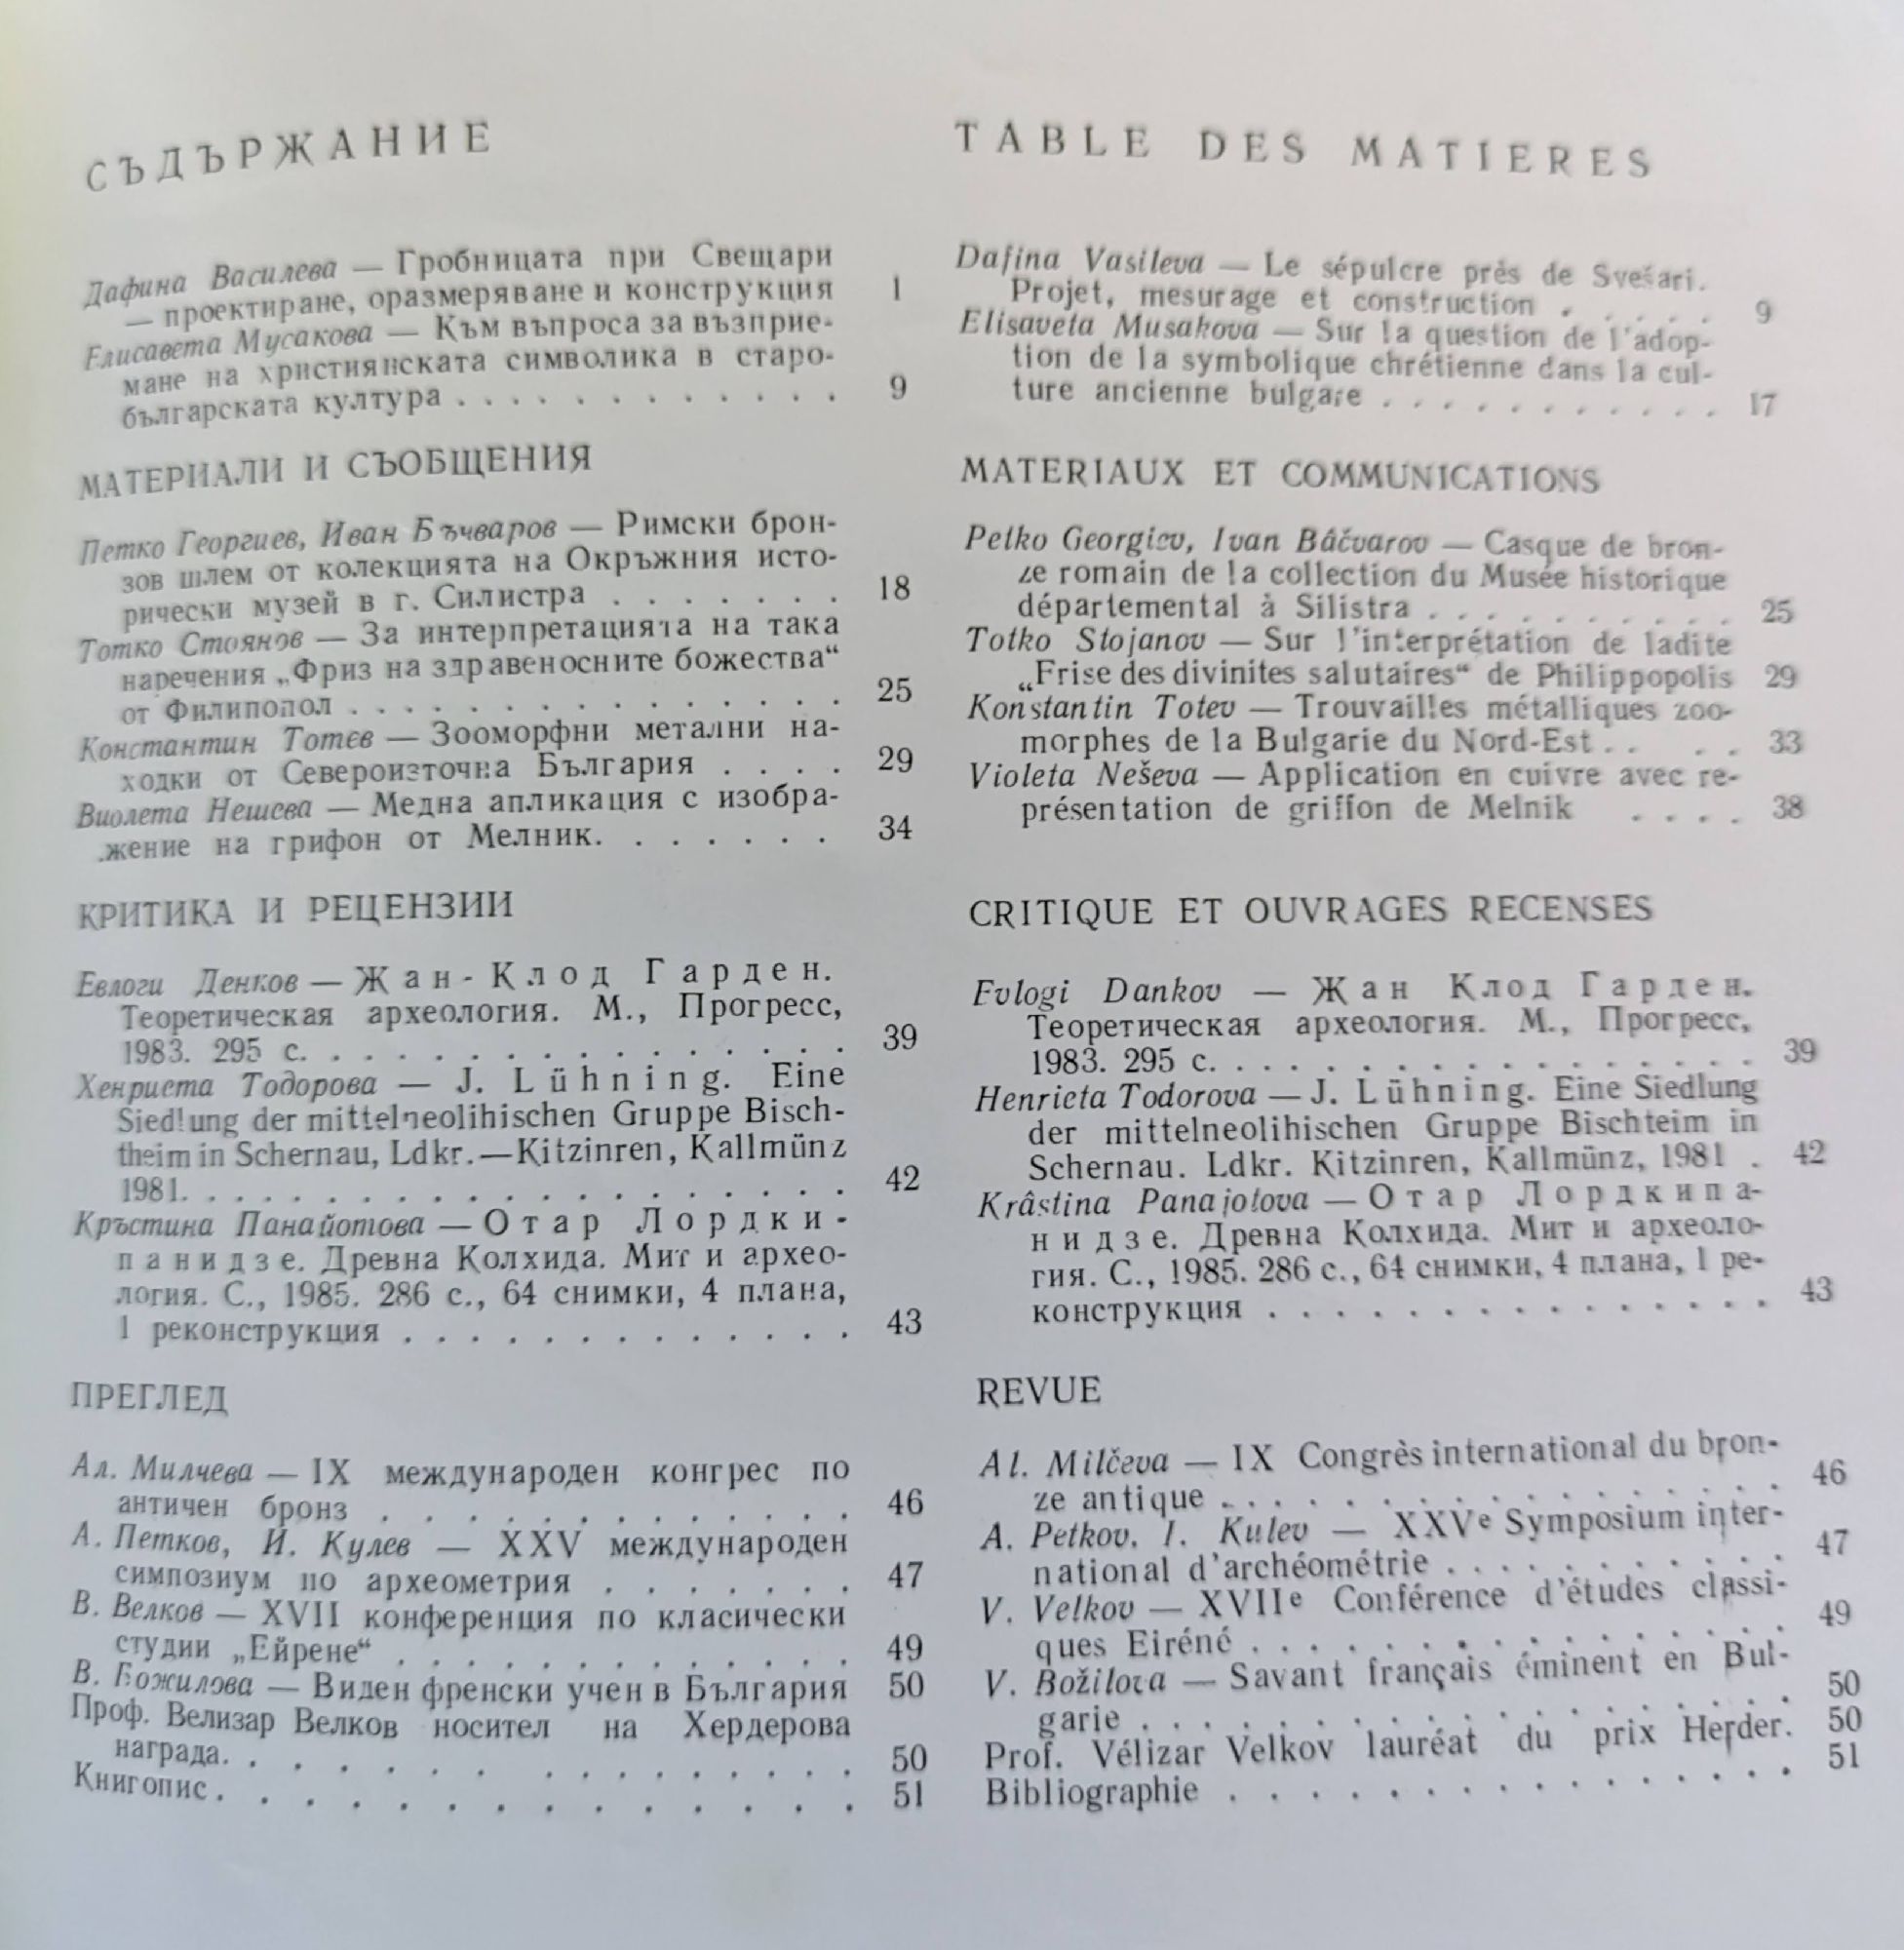 СЪДЪРЖАНИЕ
Дафина Василева — Гробницата при Свещари
— проектиране, оразмеряване и конструкция 1
Елисавета Мусакова — Към въпроса за възприе-
мане на християнската символика в старо-
българската култура . . . . . . . . . . . . 9
МАТЕРИАЛИ И СЪОБЩЕНИЯ
Петко Георгиев, Иван Бъчваров — Римски брон-
зов шлем от колекцията на Окръжния исто-
рически музей в г. Силистра . . . . . . . 18
Тотко Стоянов — За интерпретацията на така
наречения „Фриз на здравеносните божества“
от Филипопол . . . . . . . . . . . . . . . 25
Константин Тотев — Зооморфни метални на-
ходки от Североизточна България . . . . 29
Виолета Нешева — Медна апликация с изобра-
жение на грифон от Мелник. . . . . . . 34
КРИТИКА И РЕЦЕНЗИИ
Евлоги Денков — Жан-Клод Гарден.
Теоретическая археология. М., Прогресс,
1983. 295 с. . . . . . . . . . . . . . . . 39
Хенриета Тодорова — J. Lühning. Eine
Siedlung der mittelneolihischen Gruppe Bisch-
theim in Schernau, Ldkr.—Kitzinren, Kallmünz
1981. . . . . . . . . . . . . . . . . . . 42
Кръстина Панайотова — Отар Лордки-
панидзе. Древна Колхида. Мит и архео-
логия. С., 1985. 286 с., 64 снимки, 4 плана,
1 реконструкция . . . . . . . . . . . . . 43
ПРЕГЛЕД
Ал. Милчева — IX международен конгрес по
античен бронз . . . . . . . . . . . . . 46
А. Петков, И. Кулев — XXV международен
симпозиум по археометрия . . . . . . . 47
В. Велков — XVII конференция по класически
студии „Ейрене“ . . . . . . . . . . . . . 49
В. Божилова — Виден френски учен в България 50
Проф. Велизар Велков носител на Хердерова
награда. . . . . . . . . . . . . . . . . 50
Книгопис . . . . . . . . . . . . . . . 51
TABLE DES MATIERES
Dafina Vasileva — Le sépulcre près de Svešari.
Projet, mesurage et construction . . . . . 9
Elisaveta Musakova — Sur la question de l'adop-
tion de la symbolique chrétienne dans la cul-
ture ancienne bulgare . . . . . . . . . . . 17
MATERIAUX ET COMMUNICATIONS
Petko Georgiev, Ivan Bâčvarov — Casque de bron-
ze romain de la collection du Musée historique
départemental à Silistra . . . . . . . . . . 25
Totko Stojanov — Sur l'interprétation de ladite
„Frise des divinites salutaires“ de Philippopolis 29
Konstantin Totev — Trouvailles métalliques zoo-
morphes de la Bulgarie du Nord-Est . . . . 33
Violeta Neševa — Application en cuivre avec re-
présentation de griffon de Melnik . . . . 38
CRITIQUE ET OUVRAGES RECENSES
Evlogi Dankov — Жан Клод Гарден.
Теоретическая археология. М., Прогресс,
1983. 295 с. . . . . . . . . . . . . . . . 39
Henrieta Todorova — J. Lühning. Eine Siedlung
der mittelneolihischen Gruppe Bischteim in
Schernau. Ldkr. Kitzinren, Kallmünz, 1981 . 42
Krâstina Panajotova — Отар Лордкипа-
нидзе. Древна Колхида. Мит и археоло-
гия. С., 1985. 286 с., 64 снимки, 4 плана, 1 ре-
конструкция . . . . . . . . . . . . . . 43
REVUE
Al. Milčeva — IX Congrès international du bron-
ze antique . . . . . . . . . . . . . . . 46
A. Petkov, I. Kulev — XXVe Symposium inter-
national d'archéométrie . . . . . . . . . . 47
V. Velkov — XVIIe Conférence d'études classi-
ques Eiréné . . . . . . . . . . . . . . . 49
V. Božilova — Savant français éminent en Bul-
garie . . . . . . . . . . . . . . . . . 50
Prof. Vélizar Velkov lauréat du prix Herder. 50
Bibliographie . . . . . . . . . . . . . . 51